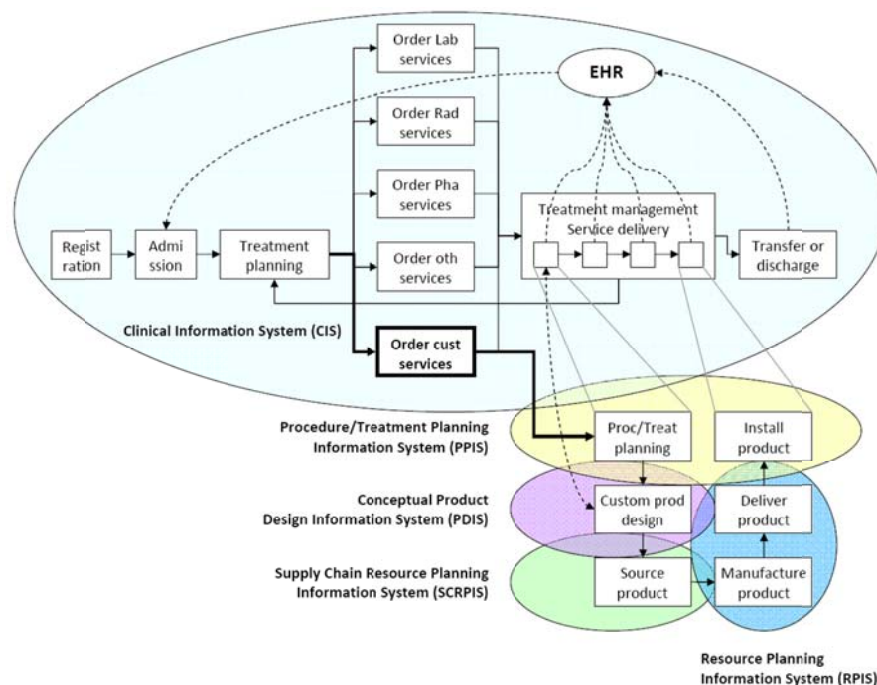 Order Lab
services
EHR
Order Rad
services
Order Pha
services
Treatment management
Service delivery
Regist
ration
Admi
ssion
Treatment
planning
Order oth
services
Transfer or
discharge
Clinical Information System (CIS)
Order cust
services
Procedure/Treatment Planning
Information System (PPIS)
Proc/Treat
planning
Install
product
Conceptual Product
Design Information System (PDIS)
Custom prod
design
Deliver
product
Supply Chain Resource Planning
Information System (SCRPIS)
Source
product
Manufacture
product
Resource Planning
Information System (RPIS)